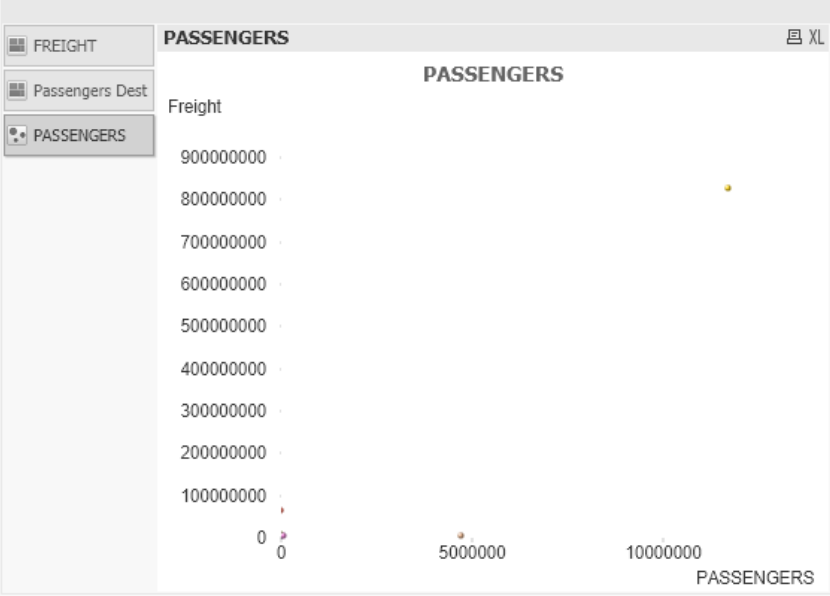 FREIGHT
Passengers Dest
PASSENGERS
PASSENGERS
XL
PASSENGERS
Freight
900000000
800000000
700000000
600000000
500000000
400000000
300000000
200000000
100000000
0
0 5000000 10000000
PASSENGERS